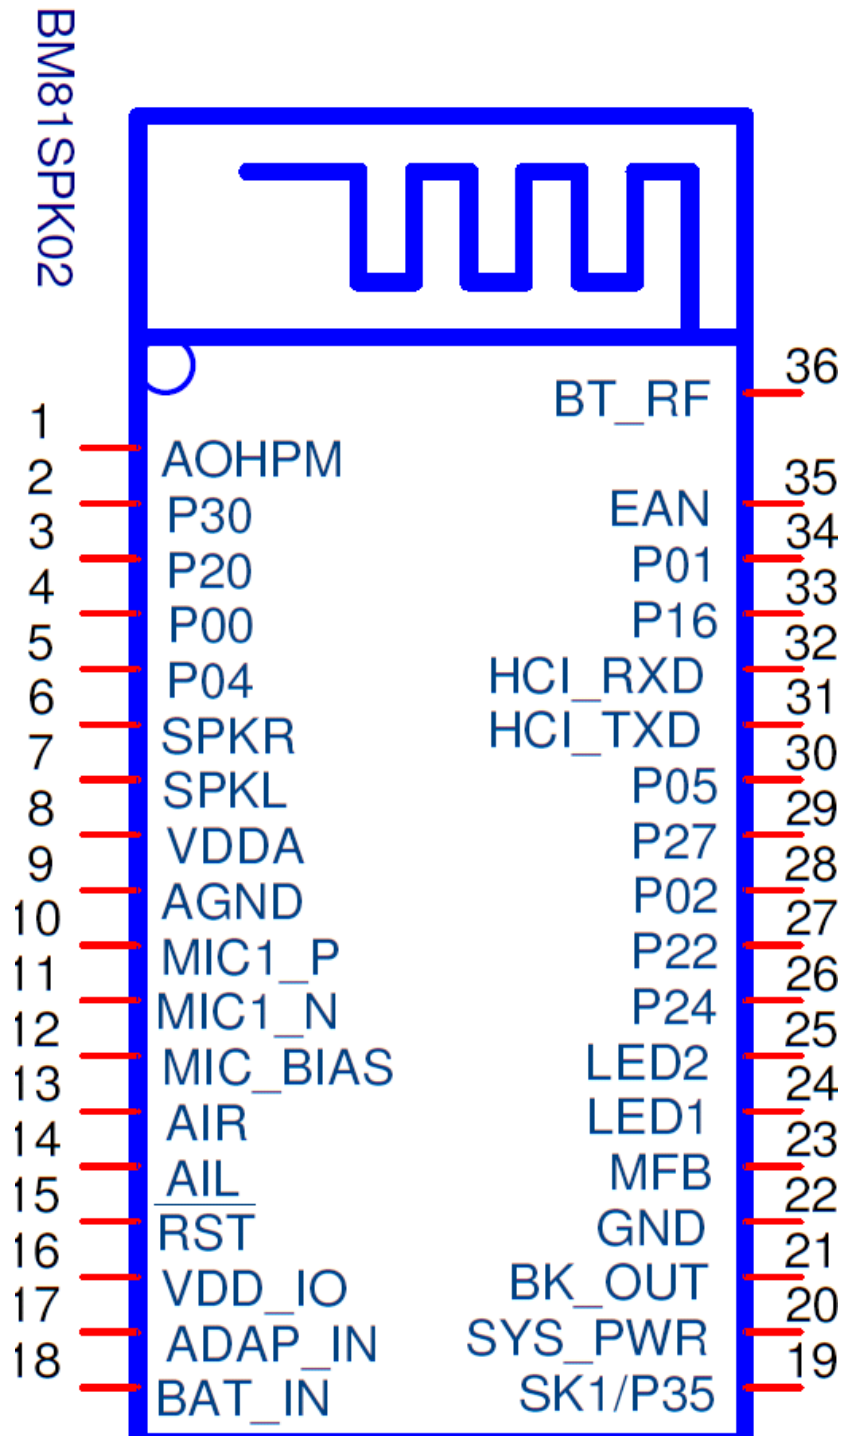 BM81SPK02
36
BT_RF
1
AOHPM
2
P30
35
EAN
3
P20
34
P01
4
P00
33
P16
5
P04
32
HCI_RXD
6
SPKR
31
HCI_TXD
7
SPKL
30
P05
8
VDDA
29
P27
9
AGND
28
P02
10
MIC1_P
27
P22
11
MIC1_N
26
P24
12
MIC_BIAS
25
LED2
13
AIR
24
LED1
14
AIL
23
MFB
15
RST
22
GND
16
VDD_IO
21
BK_OUT
17
ADAP_IN
20
SYS_PWR
18
BAT_IN
19
SK1/P35